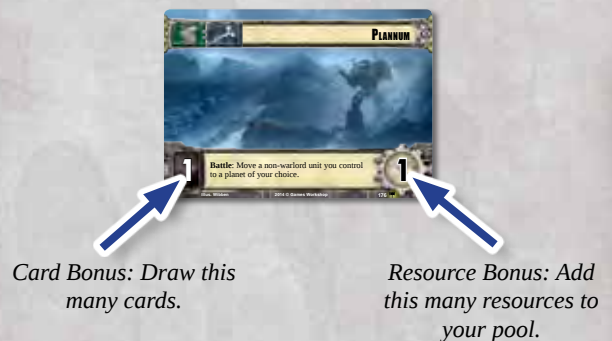 PLANNUM
1
Battle: Move a non-warlord unit you control
to a planet of your choice.
1
2014 © Games Workshop
176
Card Bonus: Draw this
many cards.
Resource Bonus: Add
this many resources to
your pool.